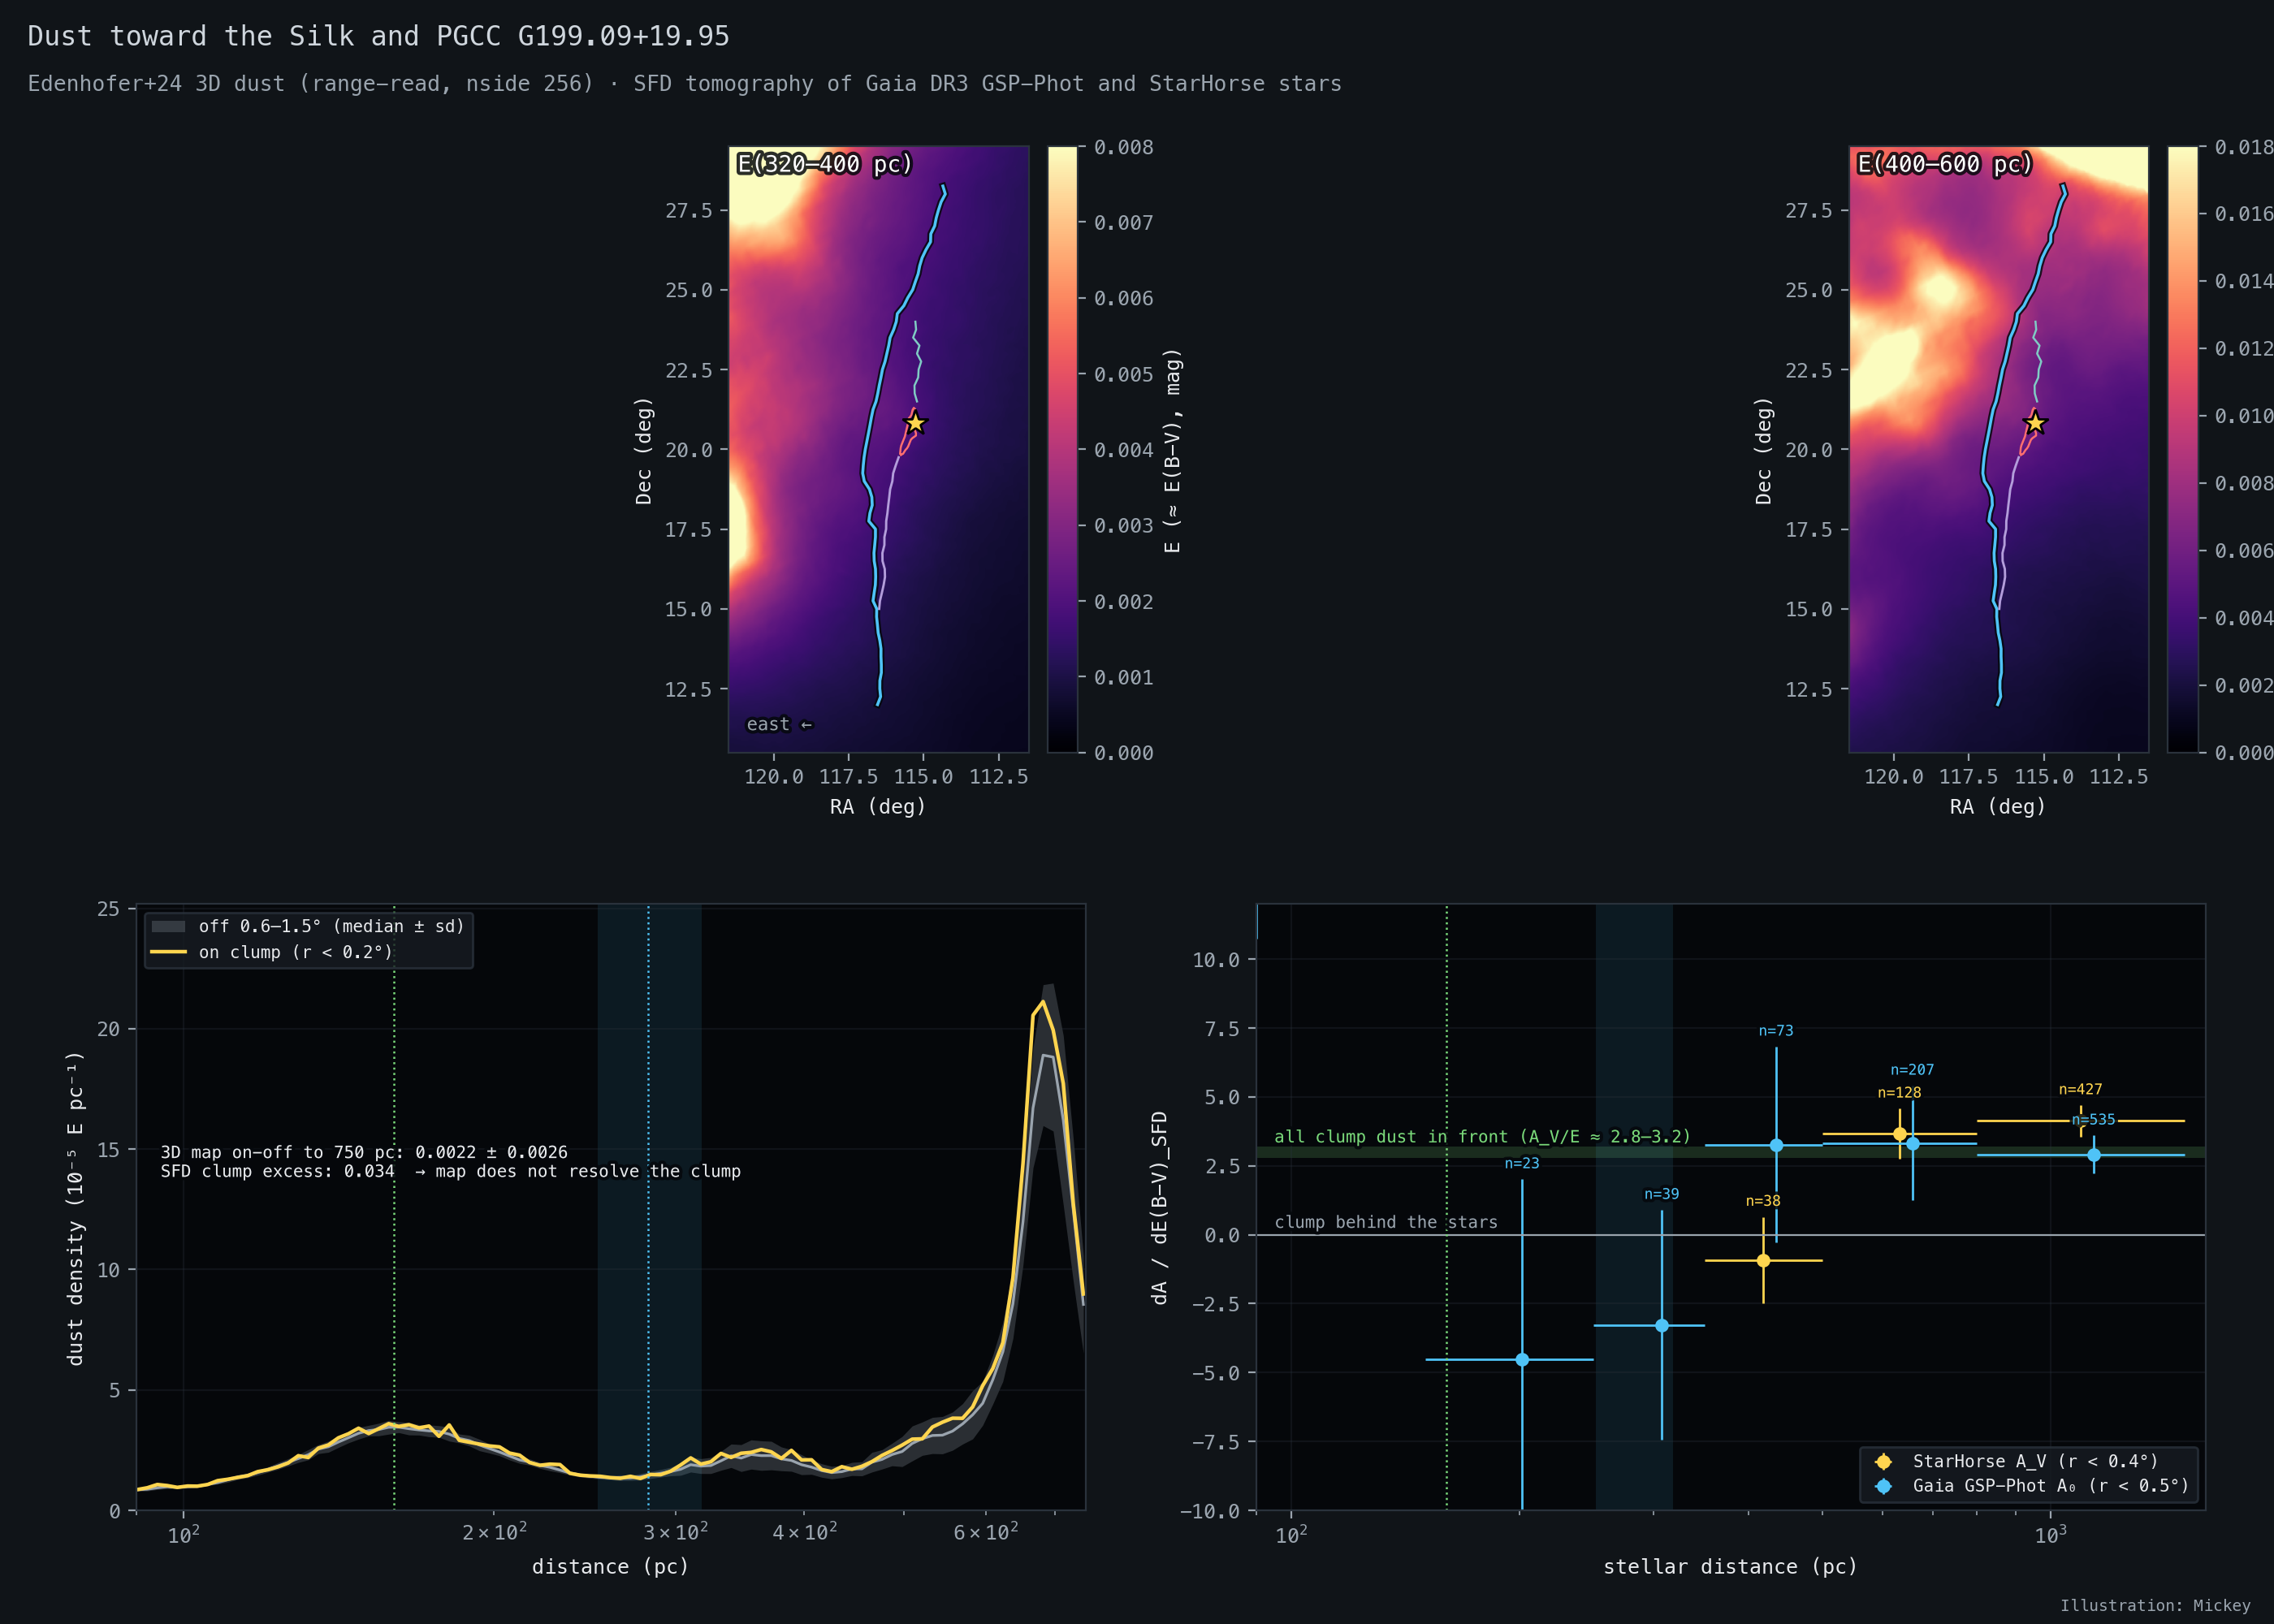 Dust toward the Silk and PGCC G199.09+19.95
Edenhofer+24 3D dust (range-read, nside 256) · SFD tomography of Gaia DR3 GSP-Phot and StarHorse stars
E(320–400 pc)
27.5
25.0
22.5
20.0
17.5
15.0
12.5
Dec (deg)
east ←
120.0 117.5 115.0 112.5
RA (deg)
0.008
0.007
0.006
0.005
0.004
0.003
0.002
0.001
0.000
E (≈ E(B−V), mag)
E(400–600 pc)
27.5
25.0
22.5
20.0
17.5
15.0
12.5
Dec (deg)
120.0 117.5 115.0 112.5
RA (deg)
0.018
0.016
0.014
0.012
0.010
0.008
0.006
0.004
0.002
0.000
25
20
15
10
5
0
dust density (10⁻⁵ E pc⁻¹)
off 0.6–1.5° (median ± sd)
on clump (r < 0.2°)
3D map on−off to 750 pc: 0.0022 ± 0.0026
SFD clump excess: 0.034 → map does not resolve the clump
10² 2×10² 3×10² 4×10² 6×10²
distance (pc)
10.0
7.5
5.0
2.5
0.0
−2.5
−5.0
−7.5
−10.0
dA / dE(B−V)_SFD
n=73
n=207
n=128
n=427
n=535
all clump dust in front (A_V/E ≈ 2.8–3.2)
n=23
n=39
n=38
clump behind the stars
StarHorse A_V (r < 0.4°)
Gaia GSP-Phot A₀ (r < 0.5°)
10² 10³
stellar distance (pc)
Illustration: Mickey